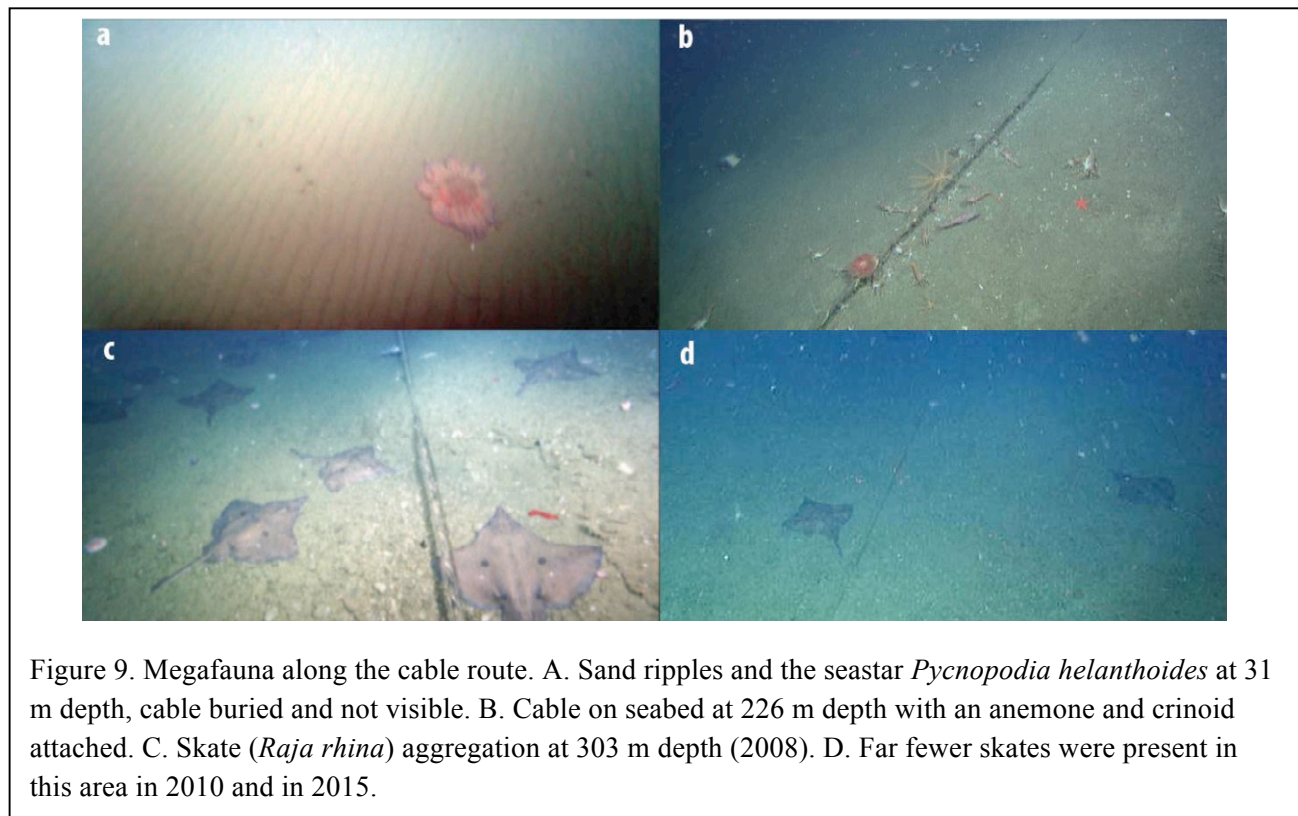 a
b
c
d
Figure 9. Megafauna along the cable route. A. Sand ripples and the seastar Pycnopodia helanthoides at 31
m depth, cable buried and not visible. B. Cable on seabed at 226 m depth with an anemone and crinoid
attached. C. Skate (Raja rhina) aggregation at 303 m depth (2008). D. Far fewer skates were present in
this area in 2010 and in 2015.